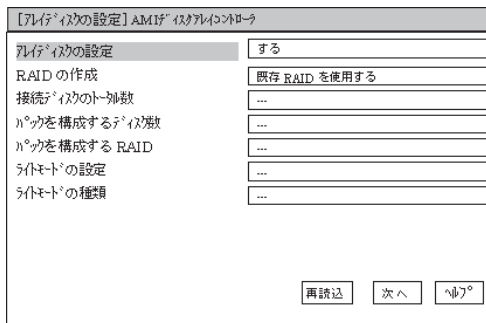 [ｱﾚｲﾃﾞｨｽｸの設定] AMIﾃﾞｨｽｸｱﾚｲｺﾝﾄﾛｰﾗ
ｱﾚｲﾃﾞｨｽｸの設定 する
RAID の作成 既存 RAID を使用する
接続ﾃﾞｨｽｸのﾄｰﾀﾙ数 ---
ﾊﾟｯｸを構成するﾃﾞｨｽｸ数 ---
ﾊﾟｯｸを構成する RAID ---
ﾗｲﾄﾓｰﾄﾞの設定 ---
ﾗｲﾄﾓｰﾄﾞの種類 ---
再読込 次へ ﾍﾙﾌﾟ